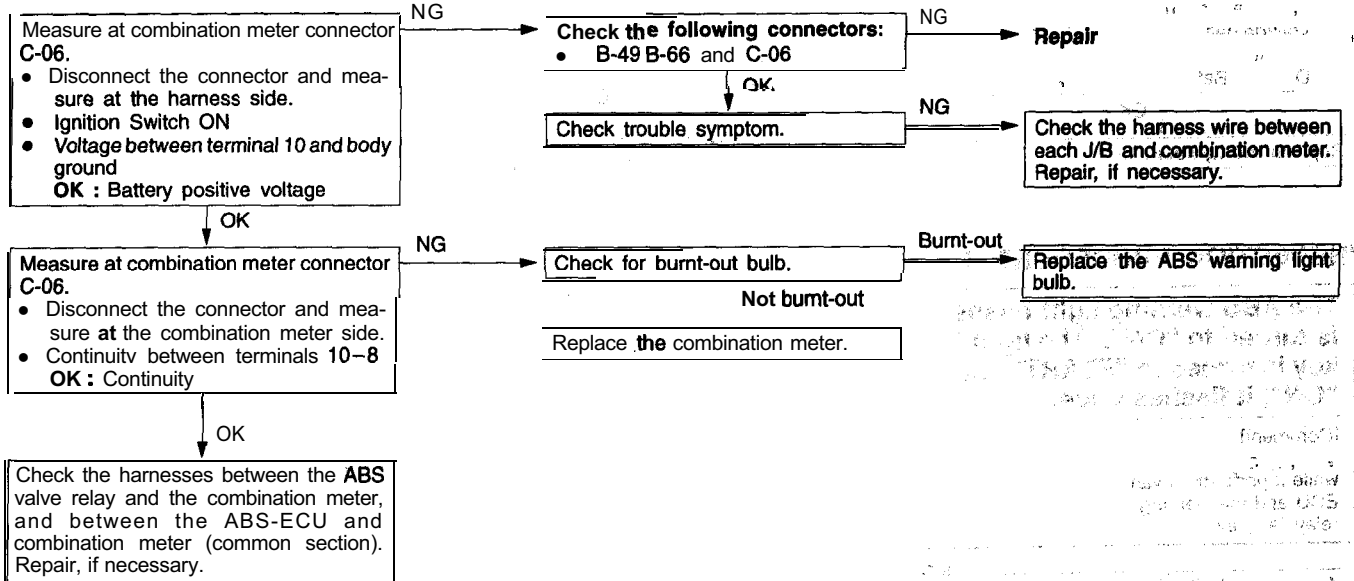 Measure at combination meter connector
C-06.
● Disconnect the connector and mea-
sure at the harness side.
● Ignition Switch ON
● Voltage between terminal 10 and body
ground
OK : Battery positive voltage
NG
Check the following connectors:
● B-49 B-66 and C-06
NG
Repair
OK.
Check trouble symptom.
NG
Check the harness wire between
each J/B and combination meter.
Repair, if necessary.
OK
Measure at combination meter connector
C-06.
● Disconnect the connector and mea-
sure at the combination meter side.
● Continuitv between terminals 10–8
OK : Continuity
NG
Check for burnt-out bulb.
Burnt-out
Replace the ABS warning light
bulb.
Not burnt-out
Replace the combination meter.
OK
Check the harnesses between the ABS
valve relay and the combination meter,
and between the ABS-ECU and
combination meter (common section).
Repair, if necessary.